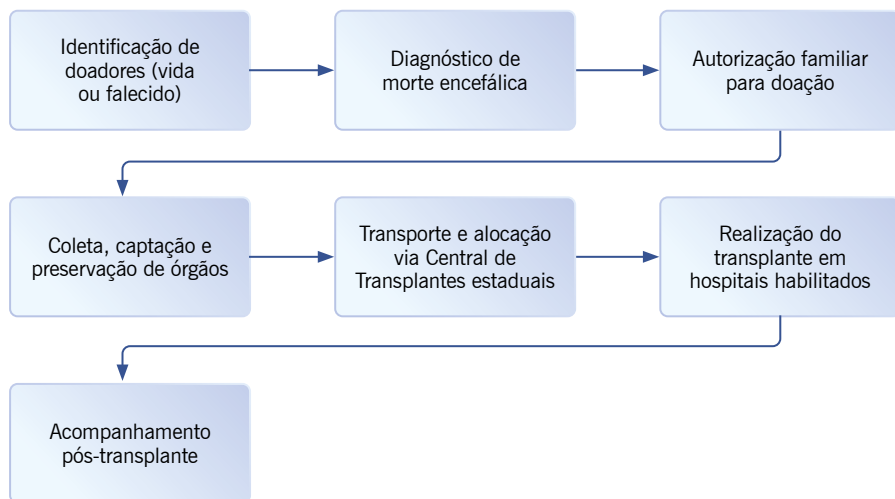 Identificação de
doadores (vida
ou falecido)
Diagnóstico de
morte encefálica
Autorização familiar
para doação
Coleta, captação e
preservação de órgãos
Transporte e alocação
via Central de
Transplantes estaduais
Realização do
transplante em
hospitais habilitados
Acompanhamento
pós-transplante